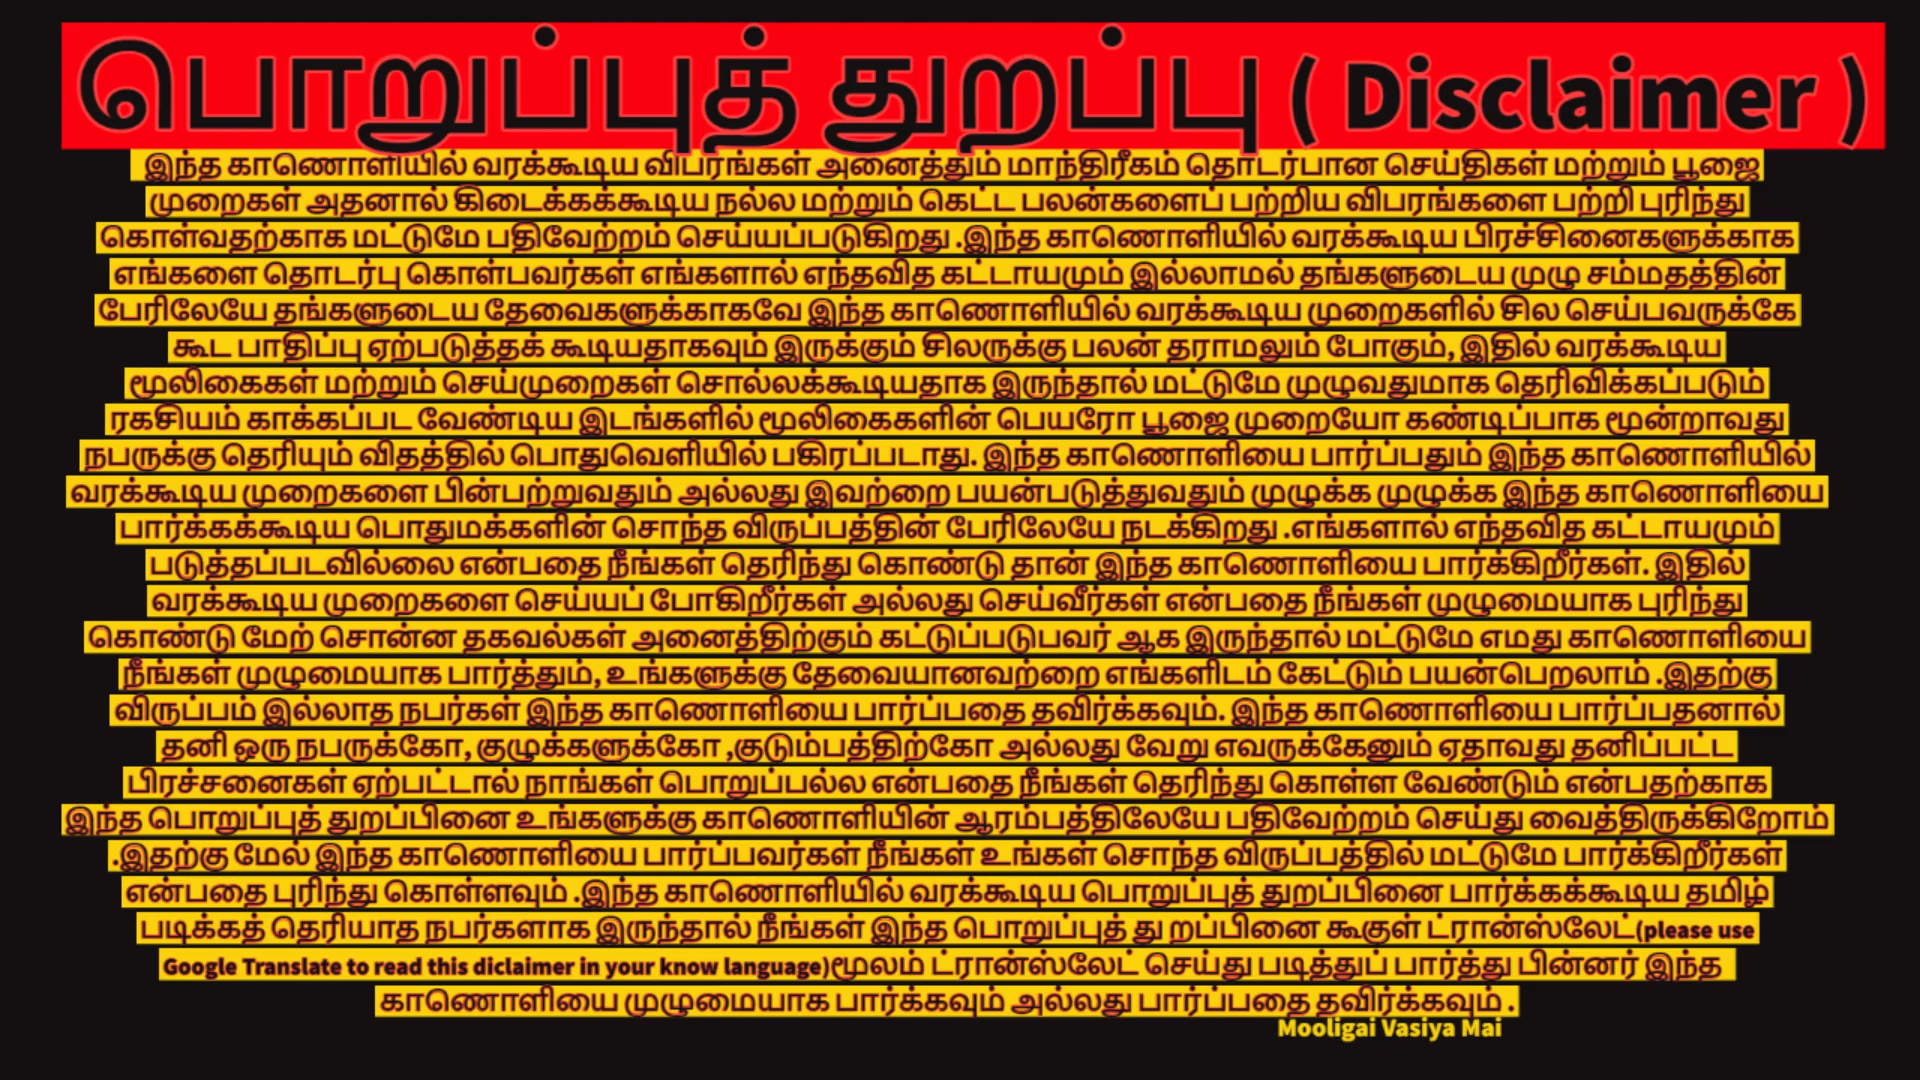 பொறுப்புத் துறப்பு ( Disclaimer )
இந்த காணொளியில் வரக்கூடிய விபரங்கள் அனைத்தும் மாந்திரீகம் தொடர்பான செய்திகள் மற்றும் பூஜை
முறைகள் அதனால் கிடைக்கக்கூடிய நல்ல மற்றும் கெட்ட பலன்களைப் பற்றிய விபரங்களை பற்றி புரிந்து
கொள்வதற்காக மட்டுமே பதிவேற்றம் செய்யப்படுகிறது .இந்த காணொளியில் வரக்கூடிய பிரச்சினைகளுக்காக
எங்களை தொடர்பு கொள்பவர்கள் எங்களால் எந்தவித கட்டாயமும் இல்லாமல் தங்களுடைய முழு சம்மதத்தின்
பேரிலேயே தங்களுடைய தேவைகளுக்காகவே இந்த காணொளியில் வரக்கூடிய முறைகளில் சில செய்பவருக்கே
கூட பாதிப்பு ஏற்படுத்தக் கூடியதாகவும் இருக்கும் சிலருக்கு பலன் தராமலும் போகும், இதில் வரக்கூடிய
மூலிகைகள் மற்றும் செய்முறைகள் சொல்லக்கூடியதாக இருந்தால் மட்டுமே முழுவதுமாக தெரிவிக்கப்படும்
ரகசியம் காக்கப்பட வேண்டிய இடங்களில் மூலிகைகளின் பெயரோ பூஜை முறையோ கண்டிப்பாக மூன்றாவது
நபருக்கு தெரியும் விதத்தில் பொதுவெளியில் பகிரப்படாது. இந்த காணொளியை பார்ப்பதும் இந்த காணொளியில்
வரக்கூடிய முறைகளை பின்பற்றுவதும் அல்லது இவற்றை பயன்படுத்துவதும் முழுக்க முழுக்க இந்த காணொளியை
பார்க்கக்கூடிய பொதுமக்களின் சொந்த விருப்பத்தின் பேரிலேயே நடக்கிறது .எங்களால் எந்தவித கட்டாயமும்
படுத்தப்படவில்லை என்பதை நீங்கள் தெரிந்து கொண்டு தான் இந்த காணொளியை பார்க்கிறீர்கள். இதில்
வரக்கூடிய முறைகளை செய்யப் போகிறீர்கள் அல்லது செய்வீர்கள் என்பதை நீங்கள் முழுமையாக புரிந்து
கொண்டு மேற் சொன்ன தகவல்கள் அனைத்திற்கும் கட்டுப்படுபவர் ஆக இருந்தால் மட்டுமே எமது காணொளியை
நீங்கள் முழுமையாக பார்த்தும், உங்களுக்கு தேவையானவற்றை எங்களிடம் கேட்டும் பயன்பெறலாம் .இதற்கு
விருப்பம் இல்லாத நபர்கள் இந்த காணொளியை பார்ப்பதை தவிர்க்கவும். இந்த காணொளியை பார்ப்பதனால்
தனி ஒரு நபருக்கோ, குழுக்களுக்கோ ,குடும்பத்திற்கோ அல்லது வேறு எவருக்கேனும் ஏதாவது தனிப்பட்ட
பிரச்சனைகள் ஏற்பட்டால் நாங்கள் பொறுப்பல்ல என்பதை நீங்கள் தெரிந்து கொள்ள வேண்டும் என்பதற்காக
இந்த பொறுப்புத் துறப்பினை உங்களுக்கு காணொளியின் ஆரம்பத்திலேயே பதிவேற்றம் செய்து வைத்திருக்கிறோம்
.இதற்கு மேல் இந்த காணொளியை பார்ப்பவர்கள் நீங்கள் உங்கள் சொந்த விருப்பத்தில் மட்டுமே பார்க்கிறீர்கள்
என்பதை புரிந்து கொள்ளவும் .இந்த காணொளியில் வரக்கூடிய பொறுப்புத் துறப்பினை பார்க்கக்கூடிய தமிழ்
படிக்கத் தெரியாத நபர்களாக இருந்தால் நீங்கள் இந்த பொறுப்புத் து றப்பினை கூகுள் ட்ரான்ஸ்லேட்(please use
Google Translate to read this diclaimer in your know language)மூலம் ட்ரான்ஸ்லேட் செய்து படித்துப் பார்த்து பின்னர் இந்த
காணொளியை முழுமையாக பார்க்கவும் அல்லது பார்ப்பதை தவிர்க்கவும் .
Mooligai Vasiya Mai